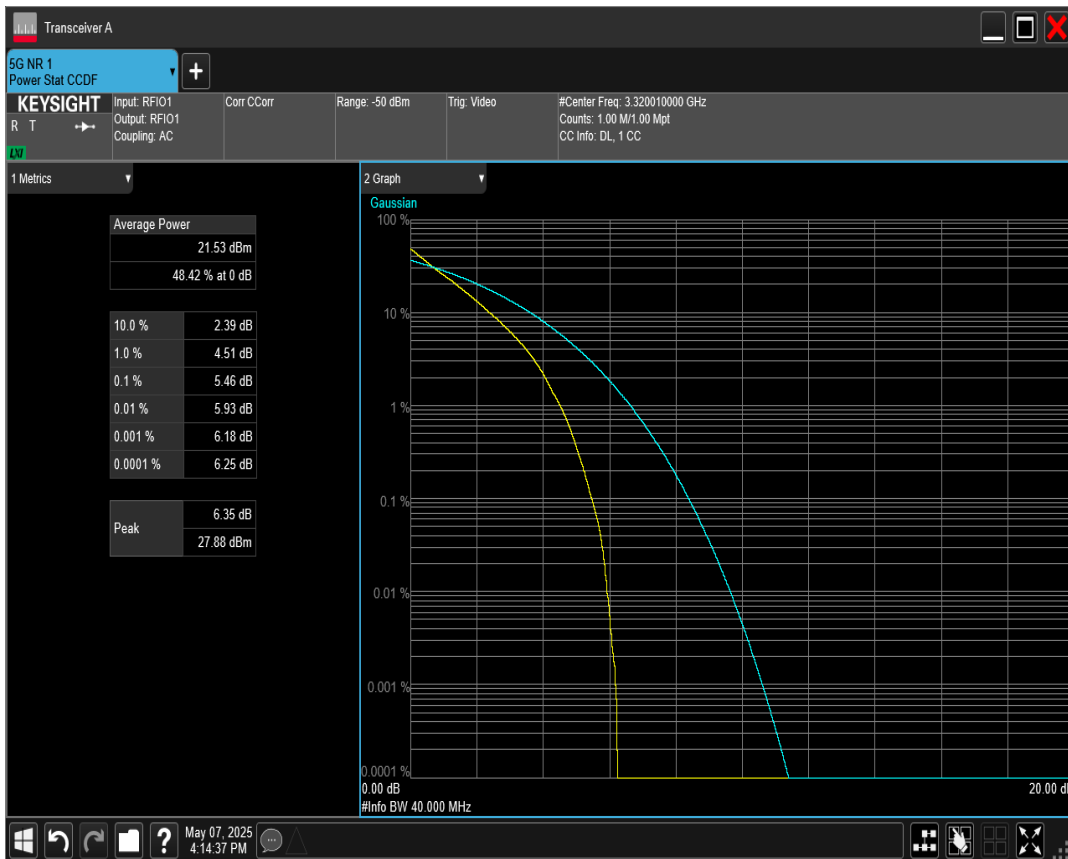 Transceiver A
5G NR 1
Power Stat CCDF
KEYSIGHT
R T
LXI
Input: RFIO1
Output: RFIO1
Coupling: AC
Corr CCorr
Range: -50 dBm
Trig: Video
#Center Freq: 3.320010000 GHz
Counts: 1.00 M/1.00 Mpt
CC Info: DL, 1 CC
1 Metrics
Average Power
21.53 dBm
48.42 % at 0 dB
10.0 % 2.39 dB
1.0 % 4.51 dB
0.1 % 5.46 dB
0.01 % 5.93 dB
0.001 % 6.18 dB
0.0001 % 6.25 dB
Peak 6.35 dB
27.88 dBm
2 Graph
Gaussian
100 %
10 %
1 %
0.1 %
0.01 %
0.001 %
0.0001 %
0.00 dB 20.00 d
#Info BW 40.000 MHz
May 07, 2025
4:14:37 PM